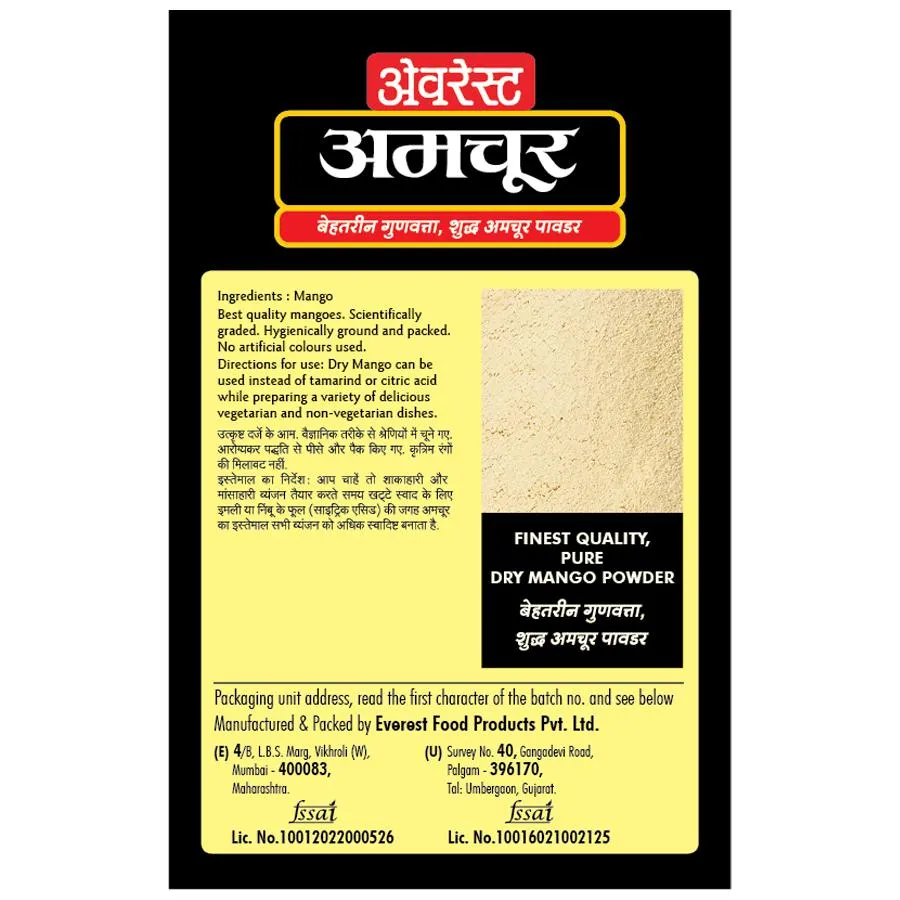 अेवरेस्ट
अमचूर
बेहतरीन गुणवत्ता, शुद्ध अमचूर पावडर
Ingredients : Mango
Best quality mangoes. Scientifically
graded. Hygienically ground and packed.
No artificial colours used.
Directions for use: Dry Mango can be
used instead of tamarind or citric acid
while preparing a variety of delicious
vegetarian and non-vegetarian dishes.
उत्कृष्ट दर्जे के आम. वैज्ञानिक तरीके से श्रेणियों में चूने गए.
आरोग्यकर पद्धति से पीसे और पैक किए गए. कृत्रिम रंगों
की मिलावट नहीं.
इस्तेमाल का निर्देश: आप चाहें तो शाकाहारी और
मांसाहारी व्यंजन तैयार करते समय खट्टे स्वाद के लिए
इमली या निंबू के फूल (साइट्रिक एसिड) की जगह अमचूर
का इस्तेमाल सभी व्यंजन को अधिक स्वादिष्ट बनाता है.
FINEST QUALITY,
PURE
DRY MANGO POWDER
बेहतरीन गुणवत्ता,
शुद्ध अमचूर पावडर
Packaging unit address, read the first character of the batch no. and see below
Manufactured & Packed by Everest Food Products Pvt. Ltd.
(E) 4/B, L.B.S. Marg, Vikhroli (W),
Mumbai - 400083,
Maharashtra.
fssai
Lic. No.10012022000526
(U) Survey No. 40, Gangadevi Road,
Palgam - 396170,
Tal: Umbergaon, Gujarat.
fssai
Lic. No.10016021002125